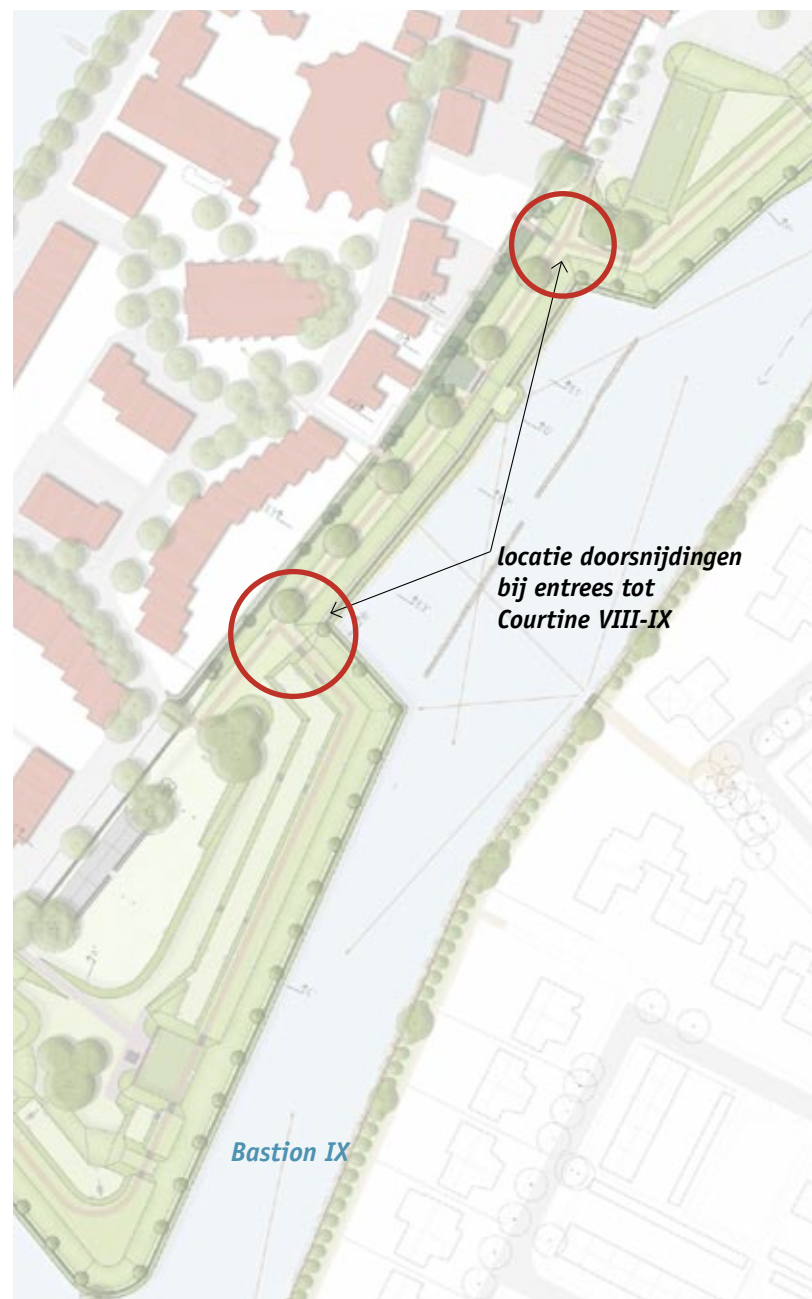 locatie doorsnijdingen
bij entrees tot
Courtine VIII-IX
Bastion IX